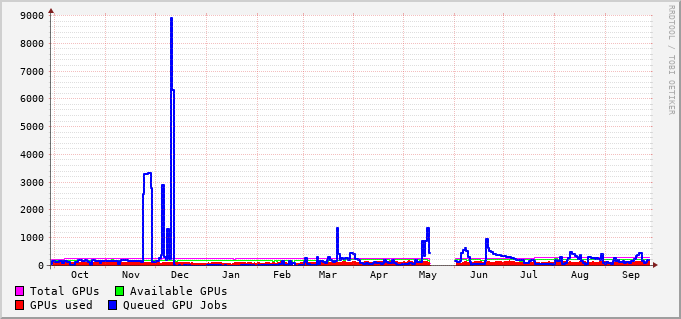 9000
8000
7000
6000
5000
4000
3000
2000
1000
0
Oct Nov Dec Jan Feb Mar Apr May Jun Jul Aug Sep
Total GPUs Available GPUs
GPUs used Queued GPU Jobs
RRDTOOL / TOBI OETIKER